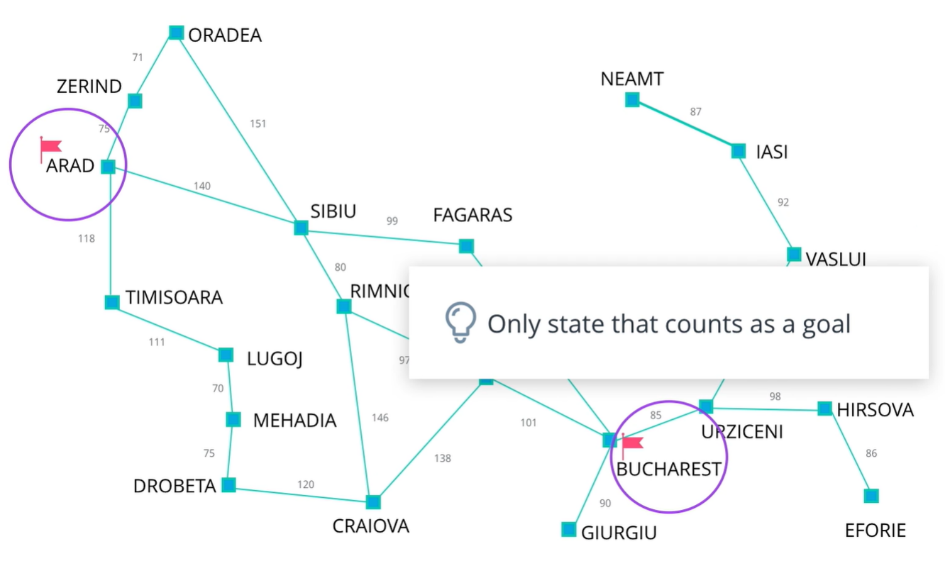 ORADEA
71
ZERIND
NEAMT
87
75
151
ARAD
IASI
140
SIBIU
FAGARAS
92
99
118
VASLUI
80
TIMISOARA
RIMNIC
Only state that counts as a goal
111
LUGOJ
97
70
98
HIRSOVA
MEHADIA
146
101
85
URZICENI
75
138
86
BUCHAREST
DROBETA
120
90
CRAIOVA
GIURGIU
EFORIE